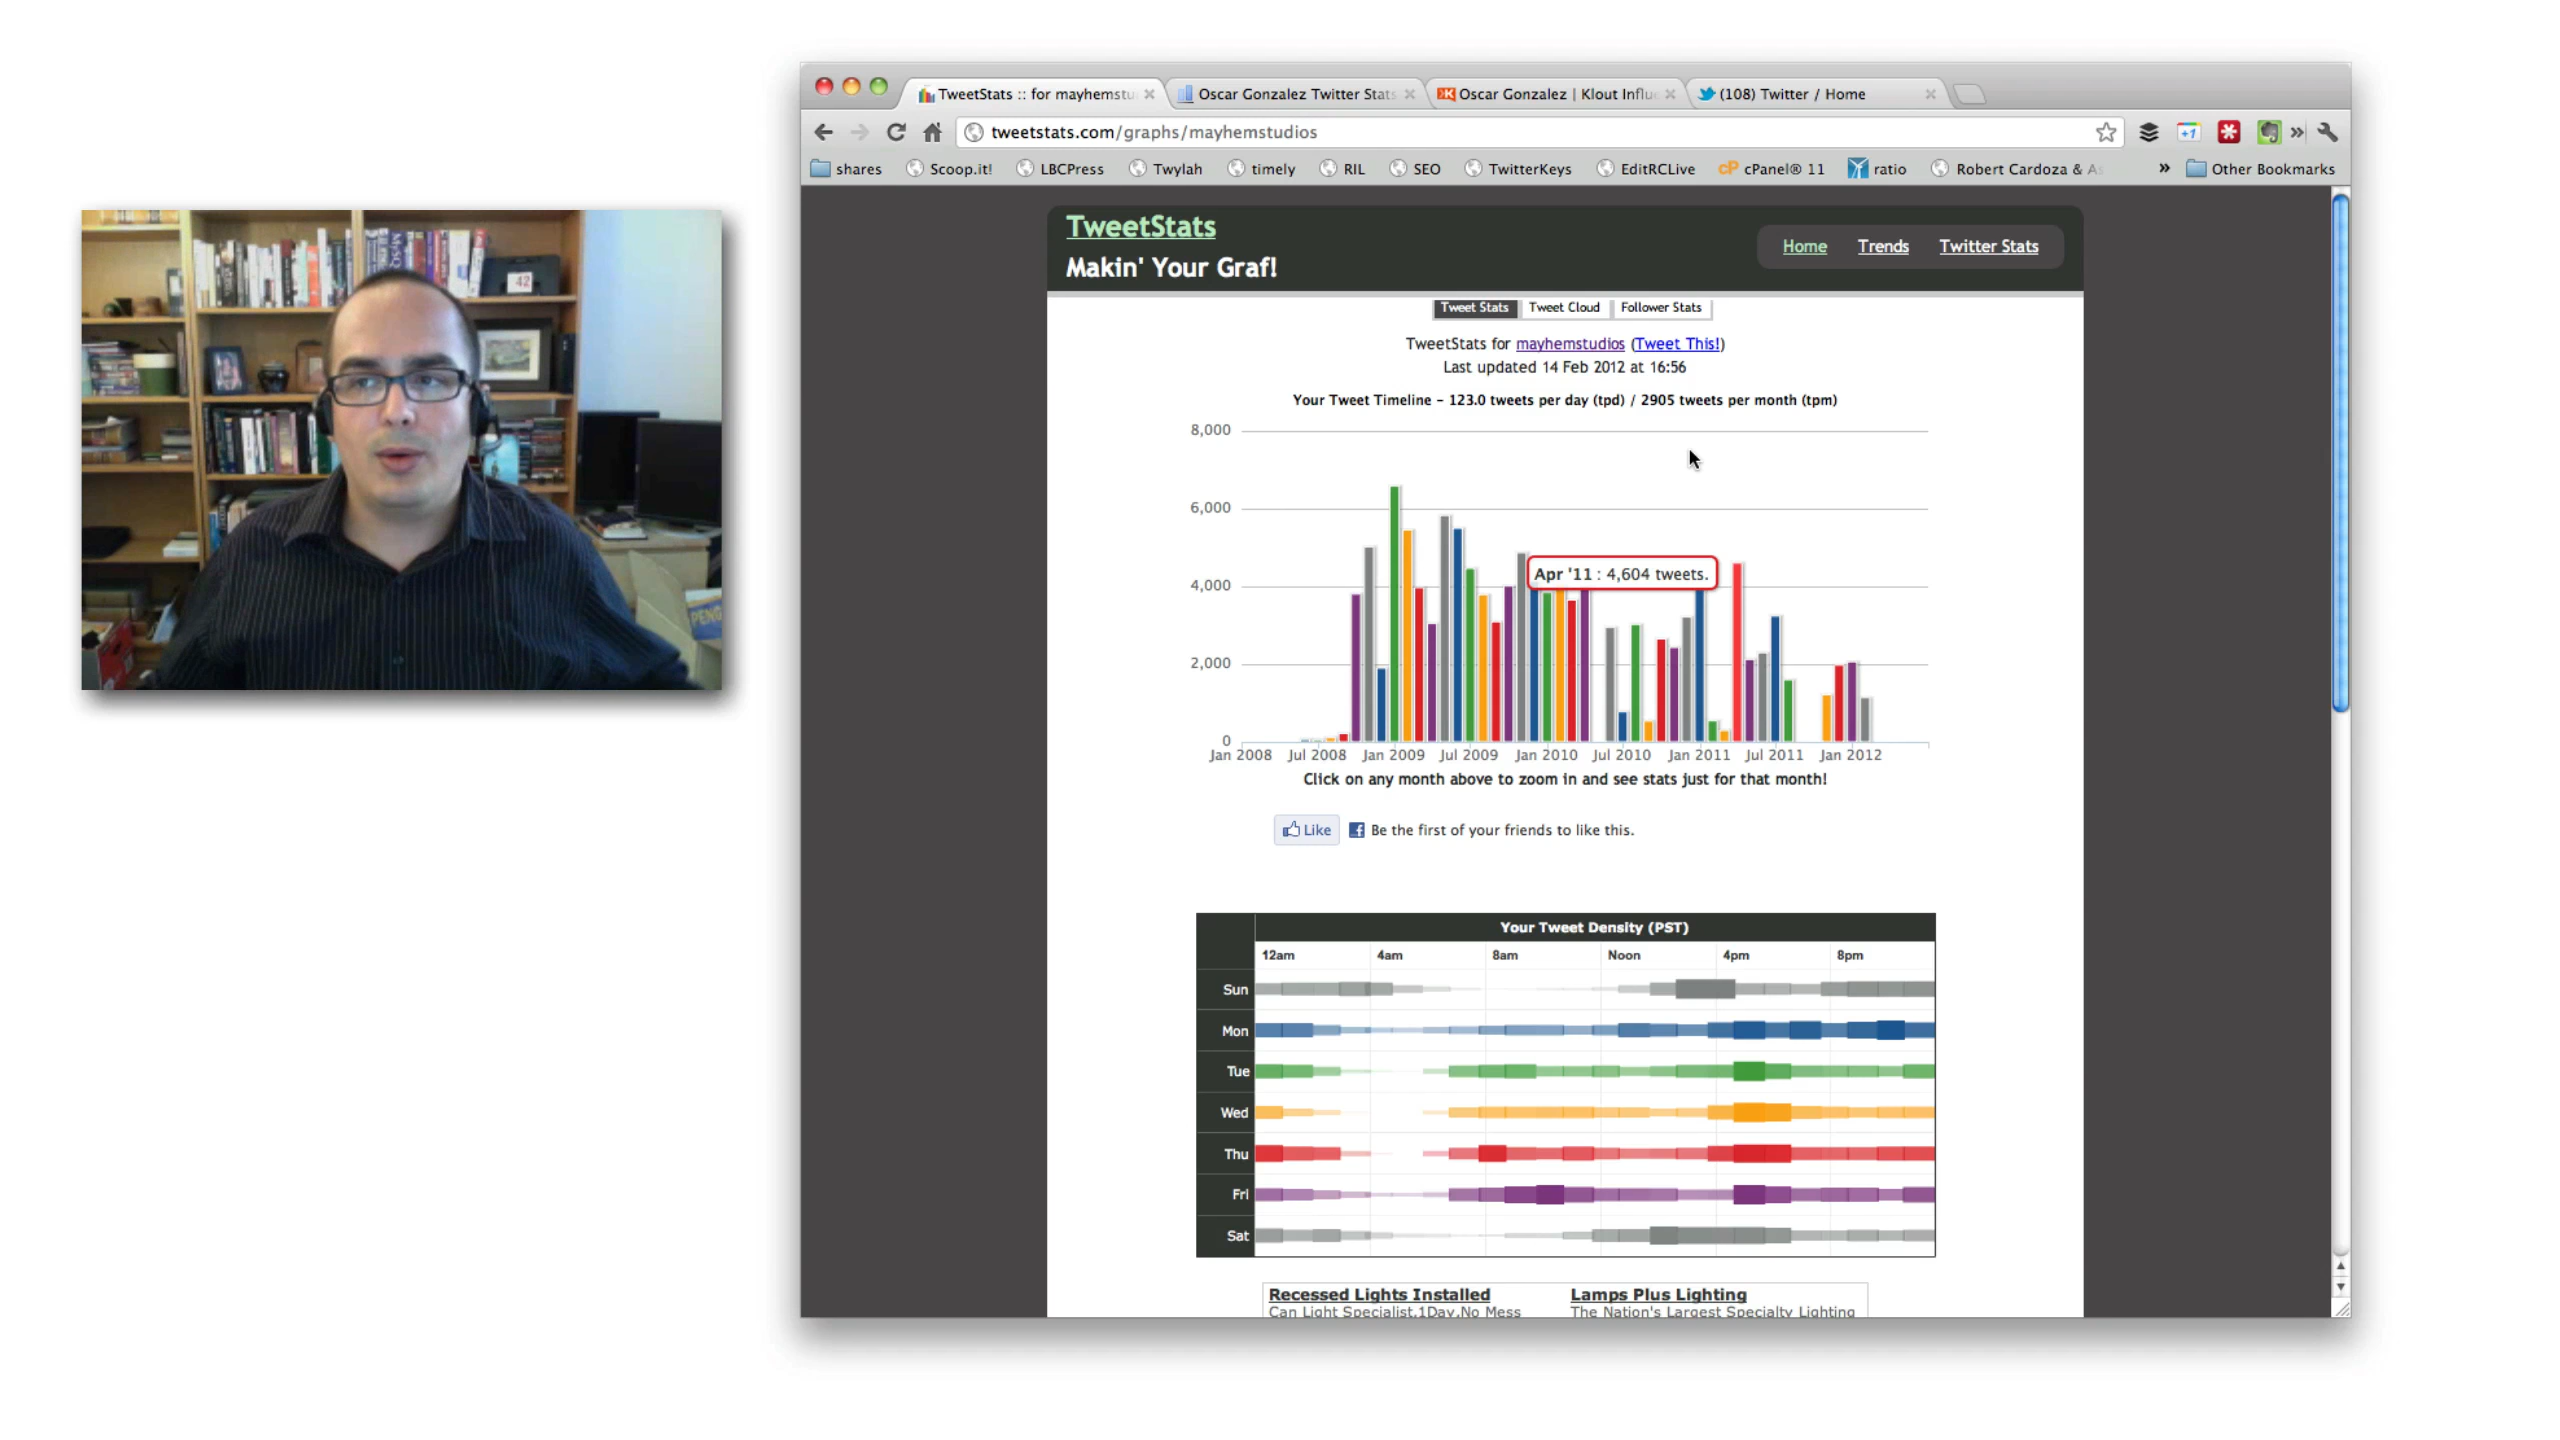 TweetStats :: for mayhemstu
Oscar Gonzalez Twitter Stats
Oscar Gonzalez | Klout Influ
(108) Twitter / Home
tweetstats.com/graphs/mayhemstudios
+1
shares
Scoop.it!
LBCPress
Twylah
timely
RIL
SEO
TwitterKeys
EditRCLive
cP cPanel® 11
ratio
Robert Cardoza & As
»
Other Bookmarks
TweetStats
Makin' Your Graf!
Home
Trends
Twitter Stats
Tweet Stats
Tweet Cloud
Follower Stats
TweetStats for mayhemstudios (Tweet This!)
Last updated 14 Feb 2012 at 16:56
Your Tweet Timeline – 123.0 tweets per day (tpd) / 2905 tweets per month (tpm)
8,000
6,000
4,000
2,000
0
Apr '11 : 4,604 tweets.
Jan 2008
Jul 2008
Jan 2009
Jul 2009
Jan 2010
Jul 2010
Jan 2011
Jul 2011
Jan 2012
Click on any month above to zoom in and see stats just for that month!
Like
Be the first of your friends to like this.
Your Tweet Density (PST)
12am
4am
8am
Noon
4pm
8pm
Sun
Mon
Tue
Wed
Thu
Fri
Sat
Recessed Lights Installed
Can Light Specialist.1Day.No Mess
Lamps Plus Lighting
The Nation's Largest Specialty Lighting
42
MySQL
PENG